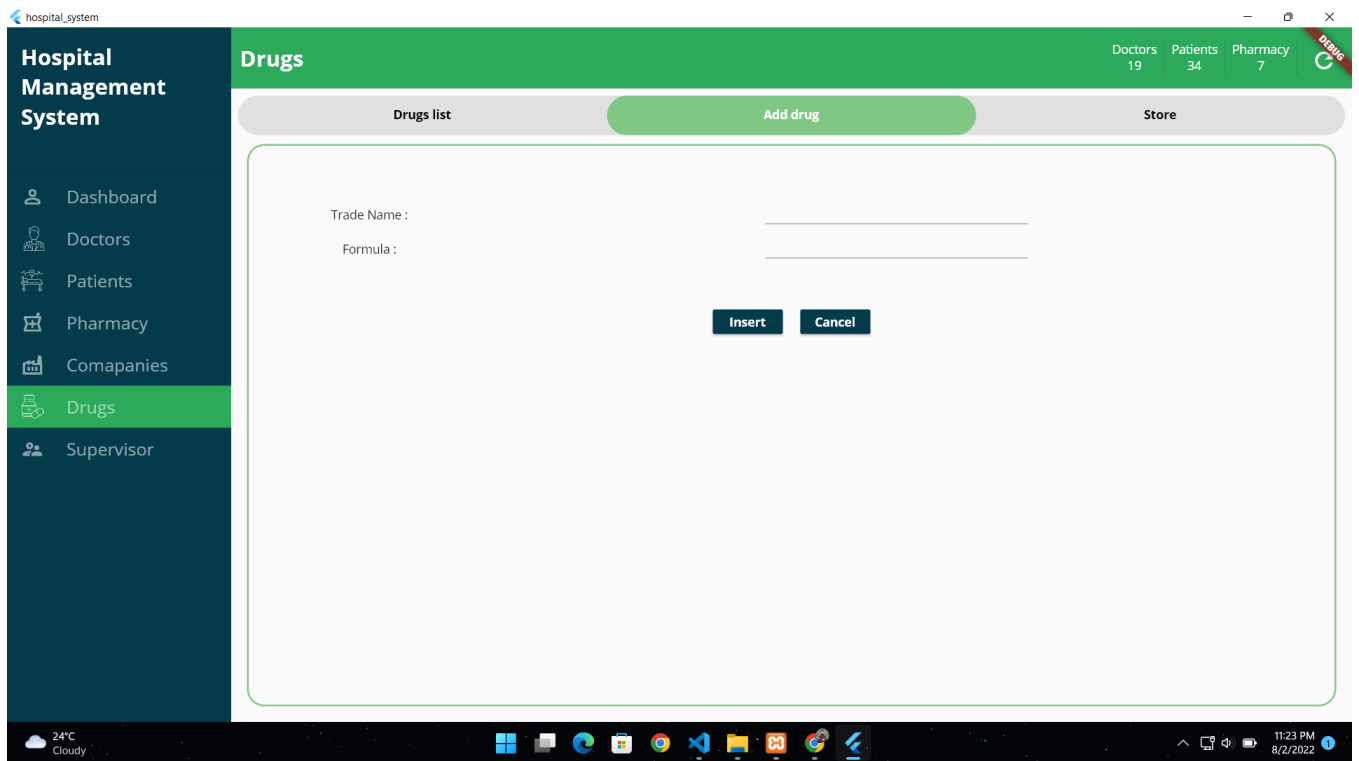 hospital_system
Hospital
Management
System
Drugs
Doctors Patients Pharmacy
19 34 7
DEBUG
Drugs list Add drug Store
Dashboard
Doctors
Patients
Pharmacy
Comapanies
Drugs
Supervisor
Trade Name :
Formula :
Insert Cancel
24°C
Cloudy
11:23 PM
8/2/2022
1